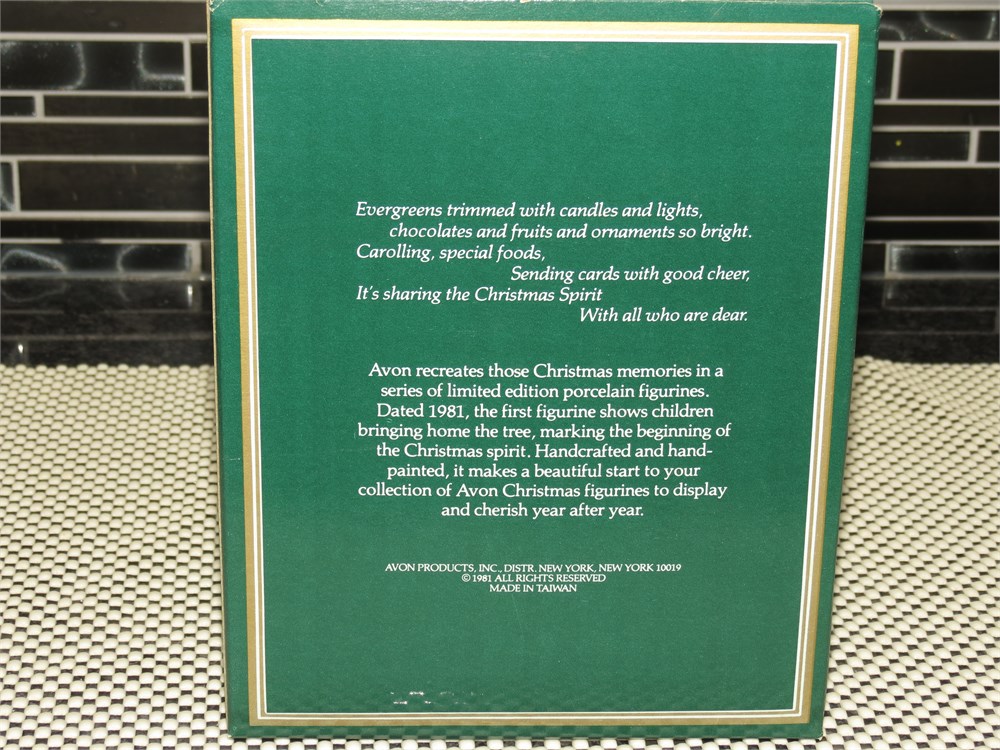 Evergreens trimmed with candles and lights,
chocolates and fruits and ornaments so bright.
Carolling, special foods,
Sending cards with good cheer,
It's sharing the Christmas Spirit
With all who are dear.
Avon recreates those Christmas memories in a
series of limited edition porcelain figurines.
Dated 1981, the first figurine shows children
bringing home the tree, marking the beginning of
the Christmas spirit. Handcrafted and hand-
painted, it makes a beautiful start to your
collection of Avon Christmas figurines to display
and cherish year after year.
AVON PRODUCTS, INC., DISTR. NEW YORK, NEW YORK 10019
© 1981 ALL RIGHTS RESERVED
MADE IN TAIWAN